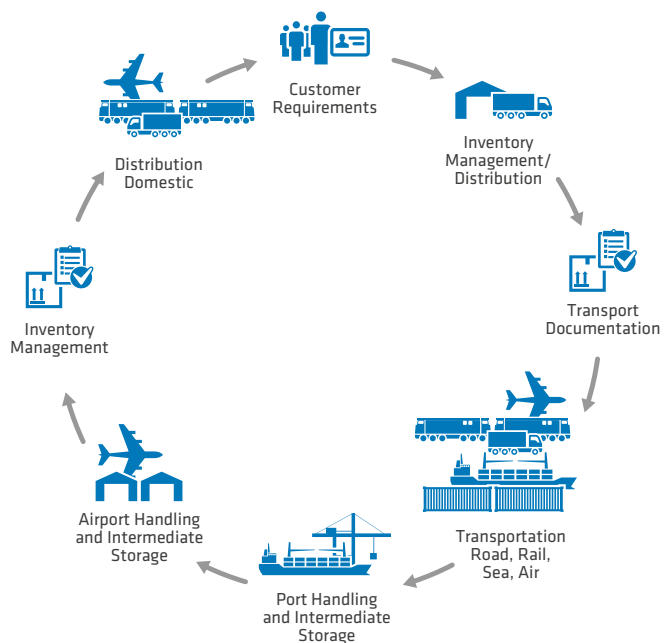 Customer
Requirements
Inventory
Management/
Distribution
Transport
Documentation
Transportation
Road, Rail,
Sea, Air
Port Handling
and Intermediate
Storage
Airport Handling
and Intermediate
Storage
Inventory
Management
Distribution
Domestic